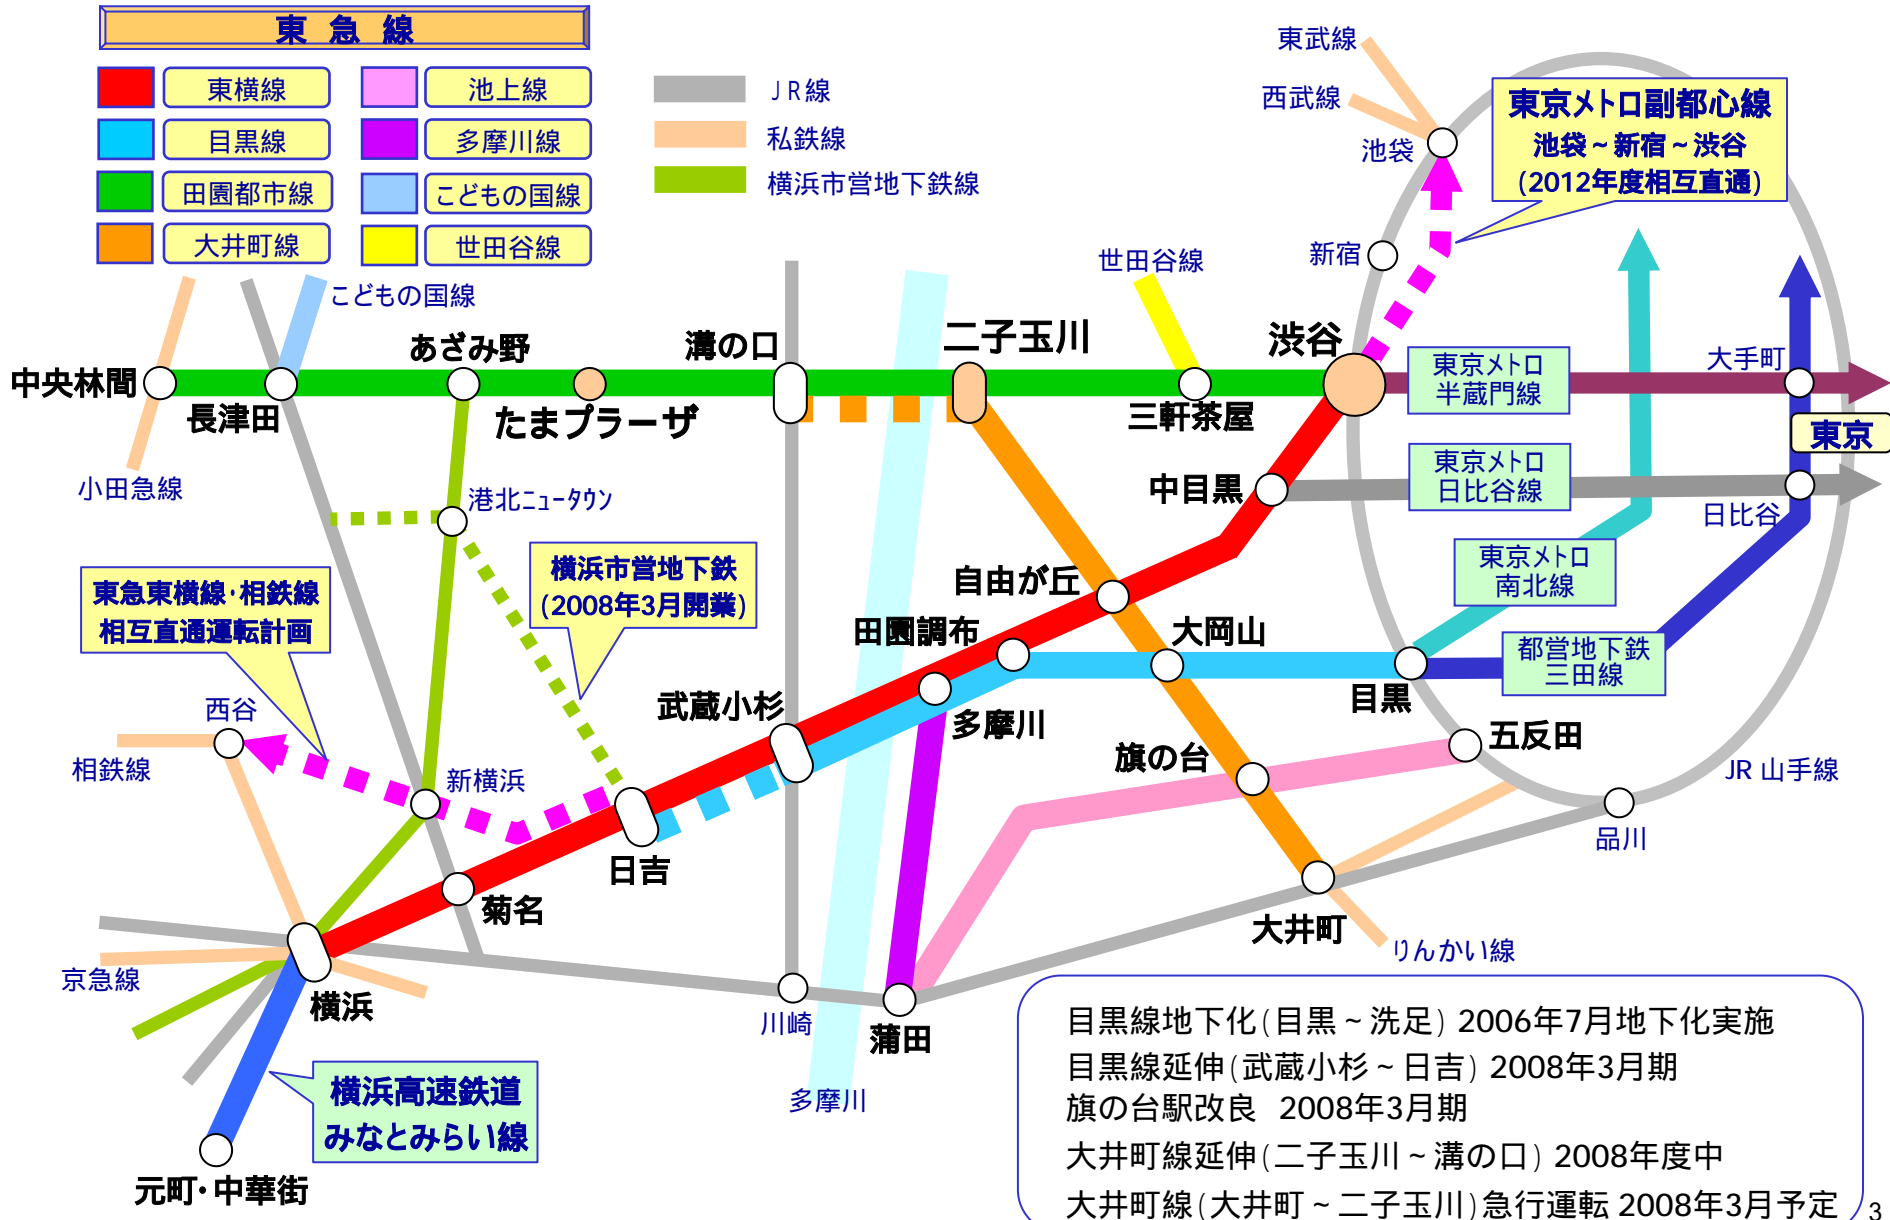 東 急 線
東横線
池上線
目黒線
多摩川線
田園都市線
こどもの国線
大井町線
世田谷線
JR線
私鉄線
横浜市営地下鉄線
東武線
西武線
池袋
東京メトロ副都心線
池袋~新宿~渋谷
(2012年度相互直通)
新宿
世田谷線
こどもの国線
中央林間
長津田
あざみ野
たまプラーザ
溝の口
二子玉川
三軒茶屋
渋谷
東京メトロ
半蔵門線
大手町
東京
小田急線
港北ニュータウン
中目黒
東京メトロ
日比谷線
日比谷
東急東横線・相鉄線
相互直通運転計画
横浜市営地下鉄
(2008年3月開業)
自由が丘
東京メトロ
南北線
田園調布
大岡山
都営地下鉄
三田線
目黒
西谷
武蔵小杉
多摩川
旗の台
五反田
相鉄線
新横浜
JR 山手線
日吉
品川
菊名
大井町
りんかい線
京急線
横浜
川崎
蒲田
多摩川
横浜高速鉄道
みなとみらい線
元町・中華街
目黒線地下化(目黒~洗足) 2006年7月地下化実施
目黒線延伸(武蔵小杉~日吉) 2008年3月期
旗の台駅改良 2008年3月期
大井町線延伸(二子玉川~溝の口) 2008年度中
大井町線(大井町~二子玉川)急行運転 2008年3月予定
3